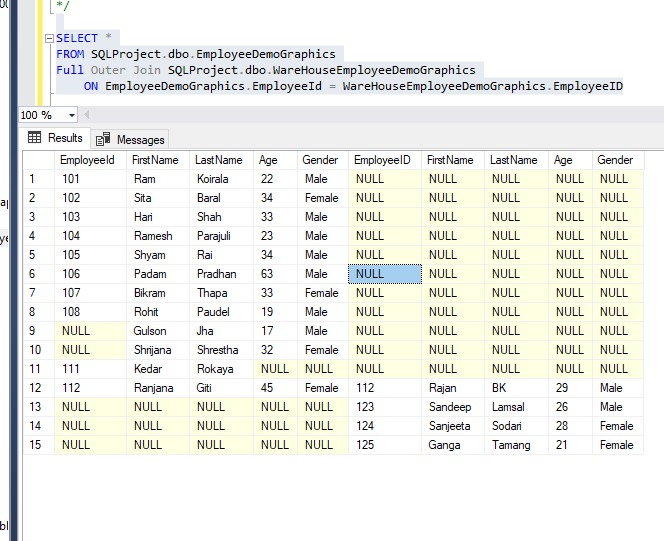 */
SELECT *
FROM SQLProject.dbo.EmployeeDemoGraphics
Full Outer Join SQLProject.dbo.WareHouseEmployeeDemoGraphics
ON EmployeeDemoGraphics.EmployeeId = WareHouseEmployeeDemoGraphics.EmployeeID
100 %
Results Messages
EmployeeId FirstName LastName Age Gender EmployeeID FirstName LastName Age Gender
1 101 Ram Koirala 22 Male NULL NULL NULL NULL NULL
2 102 Sita Baral 34 Female NULL NULL NULL NULL NULL
3 103 Hari Shah 33 Male NULL NULL NULL NULL NULL
4 104 Ramesh Parajuli 23 Male NULL NULL NULL NULL NULL
5 105 Shyam Rai 34 Male NULL NULL NULL NULL NULL
6 106 Padam Pradhan 63 Male NULL NULL NULL NULL NULL
7 107 Bikram Thapa 33 Female NULL NULL NULL NULL NULL
8 108 Rohit Paudel 19 Male NULL NULL NULL NULL NULL
9 NULL Gulson Jha 17 Male NULL NULL NULL NULL NULL
10 NULL Shrijana Shrestha 32 Female NULL NULL NULL NULL NULL
11 111 Kedar Rokaya NULL NULL NULL NULL NULL NULL NULL
12 112 Ranjana Giti 45 Female 112 Rajan BK 29 Male
13 NULL NULL NULL NULL NULL 123 Sandeep Lamsal 26 Male
14 NULL NULL NULL NULL NULL 124 Sanjeeta Sodari 28 Female
15 NULL NULL NULL NULL NULL 125 Ganga Tamang 21 Female